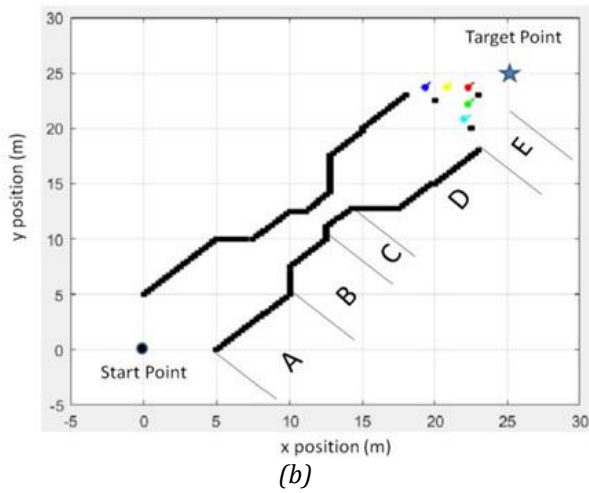 30
Target Point
25
20
E
15
D
y position (m)
10
C
B
5
0
Start Point
A
-5
-5 0 5 10 15 20 25 30
x position (m)
(b)